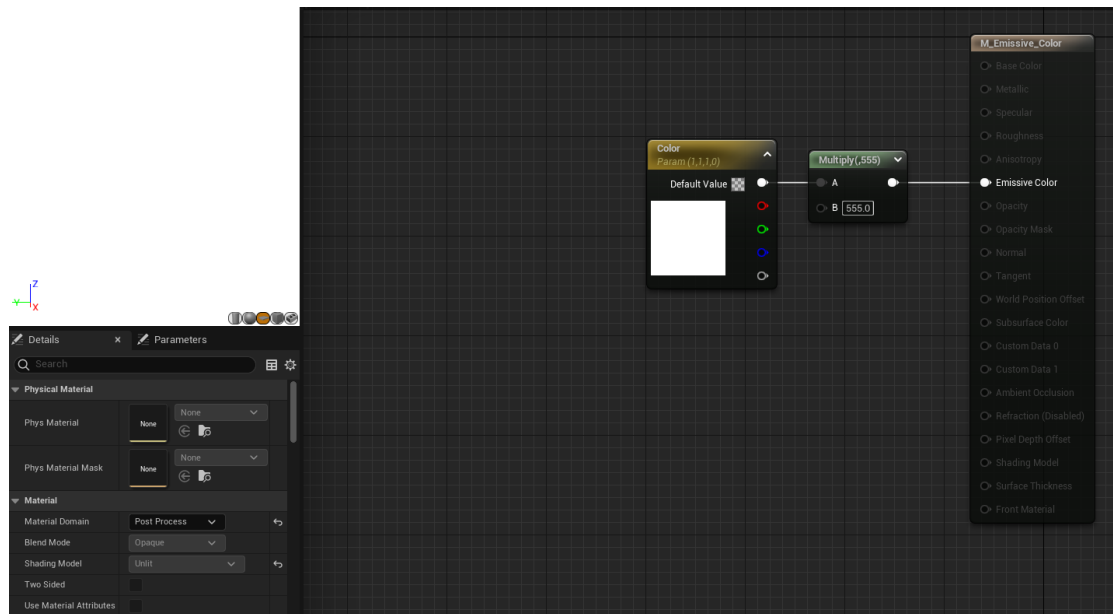 Z
Y
X
Details
Parameters
Search
Physical Material
Phys Material
None
None
Phys Material Mask
None
None
Material
Material Domain
Post Process
Blend Mode
Opaque
Shading Model
Unlit
Two Sided
Use Material Attributes
Color
Param (1,1,1,0)
Default Value
Multiply(,555)
A
B 555.0
M_Emissive_Color
Base Color
Metallic
Specular
Roughness
Anisotropy
Emissive Color
Opacity
Opacity Mask
Normal
Tangent
World Position Offset
Subsurface Color
Custom Data 0
Custom Data 1
Ambient Occlusion
Refraction (Disabled)
Pixel Depth Offset
Shading Model
Surface Thickness
Front Material